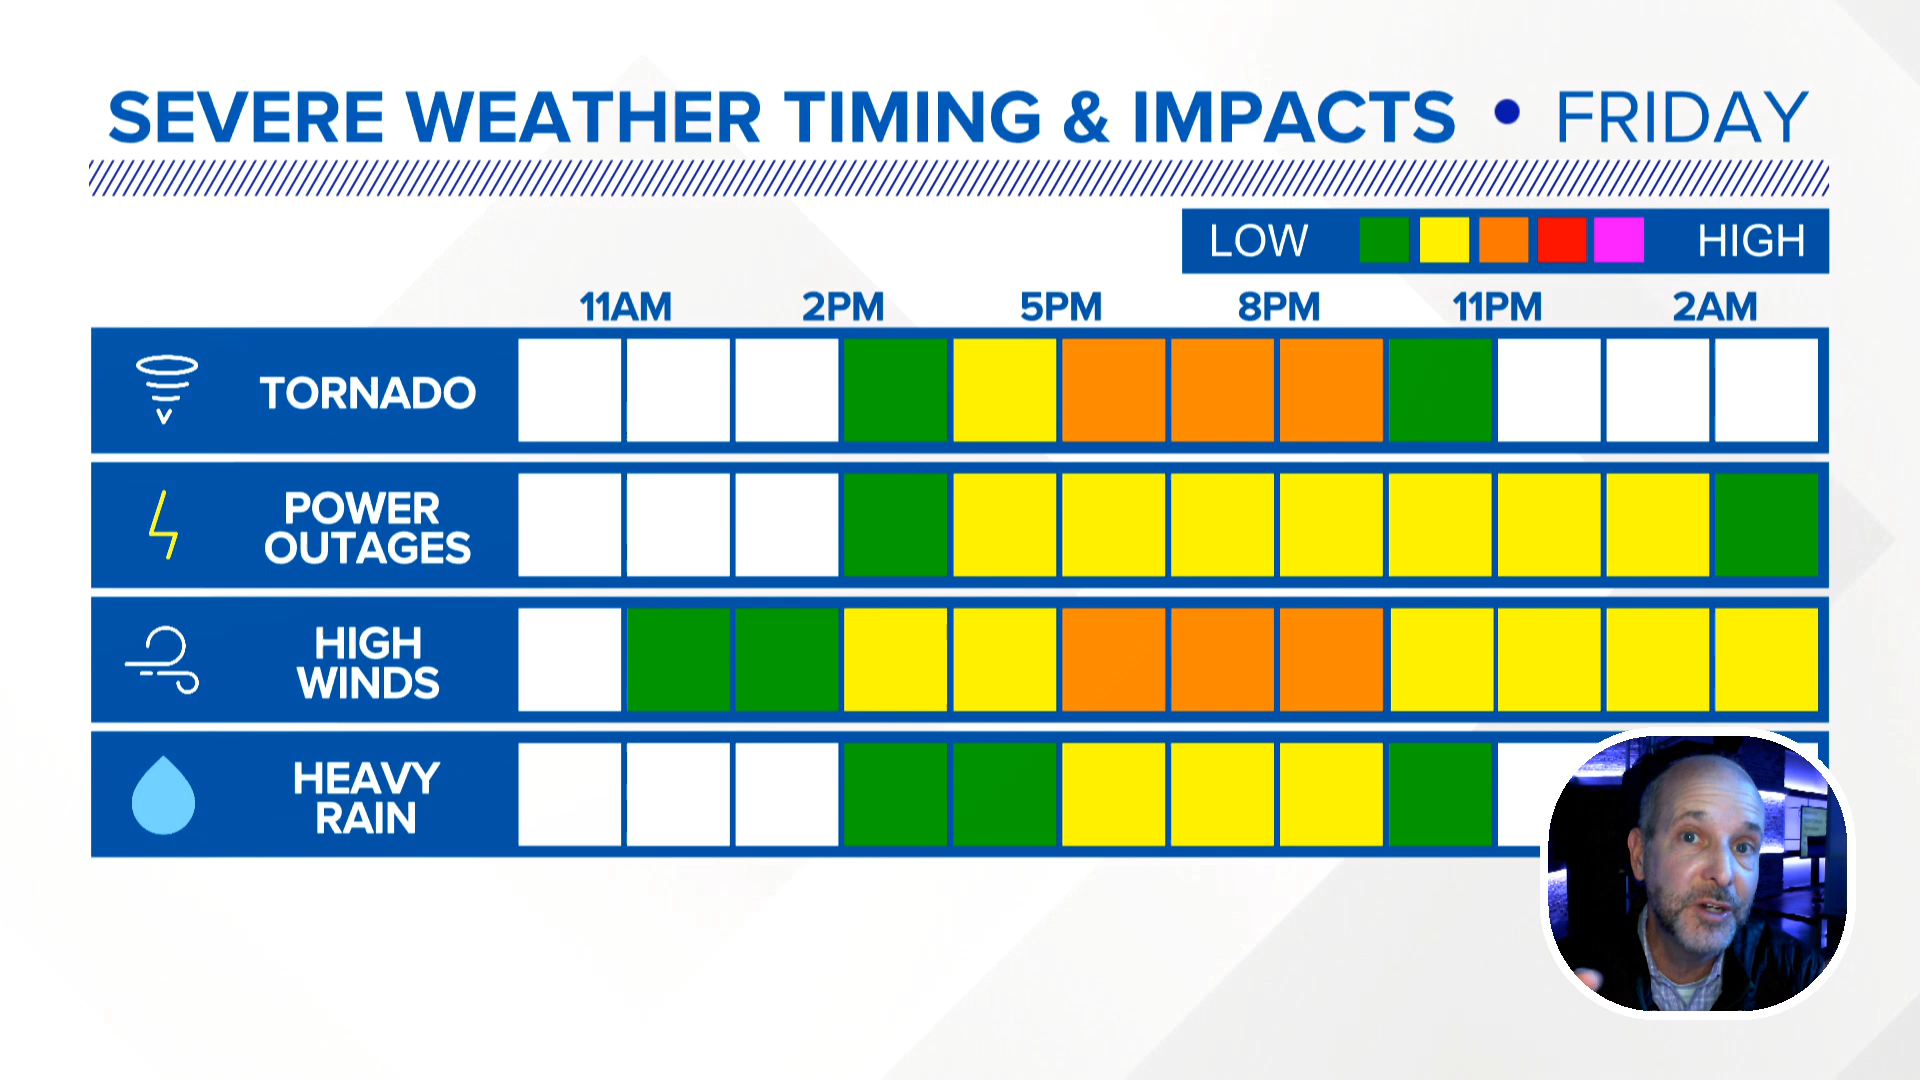 SEVERE WEATHER TIMING & IMPACTS • FRIDAY
LOW HIGH
11AM 2PM 5PM 8PM 11PM 2AM
TORNADO
POWER
OUTAGES
HIGH
WINDS
HEAVY
RAIN